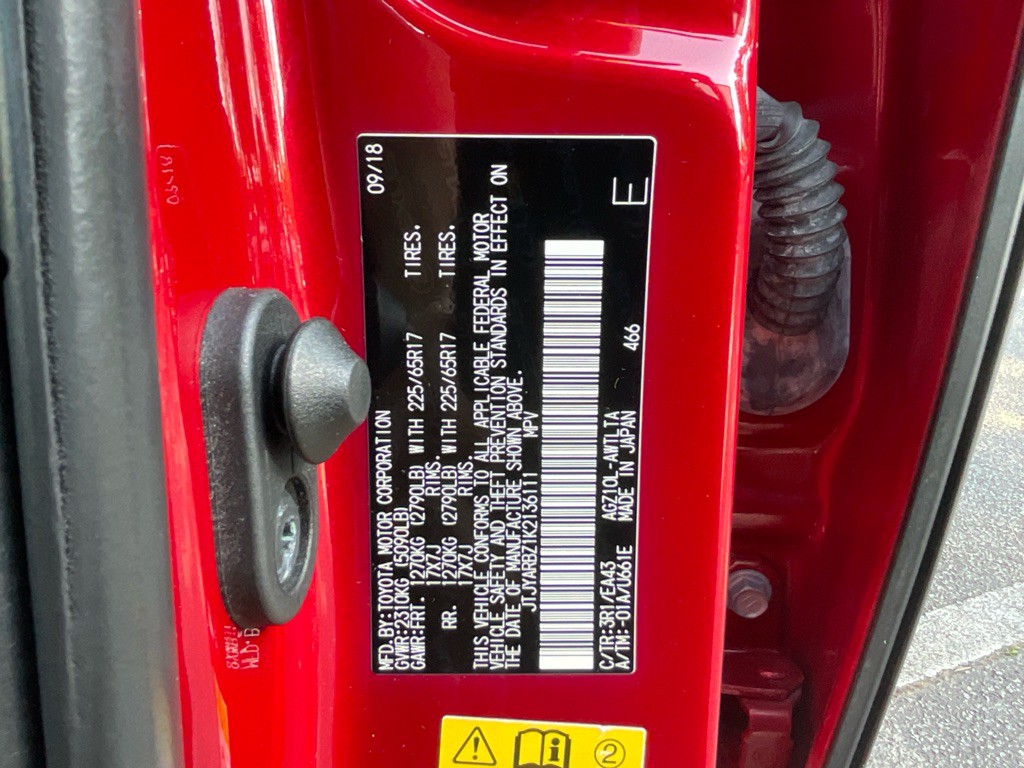 MFD.BY:TOYOTA MOTOR CORPORATION 09/18
GVWR:2310KG (5090LB)
GAWR:FRT. 1270KG (2790LB) WITH 225/65R17 TIRES.
17X7J RIMS.
RR. 1270KG (2790LB) WITH 225/65R17 TIRES.
17X7J RIMS.
THIS VEHICLE CONFORMS TO ALL APPLICABLE FEDERAL MOTOR
VEHICLE SAFETY AND THEFT PREVENTION STANDARDS IN EFFECT ON
THE DATE OF MANUFACTURE SHOWN ABOVE.
JTJYARBZ1K2136111 MPV
C/TR:3R1/EA43 AGZ10L-AWTLTA 466 E
A/TM:-01A/U661E MADE IN JAPAN
2